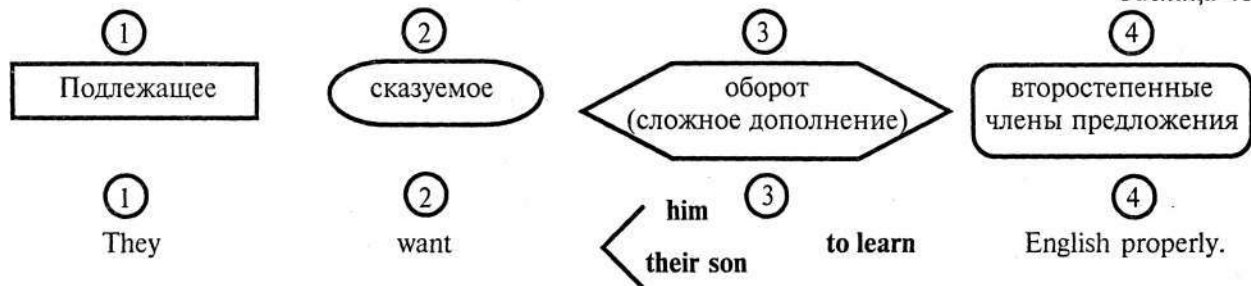 1 2 3 4
Подлежащее сказуемое оборот (сложное дополнение) второстепенные члены предложения
1 2 3 4
They want him to learn English properly.
their son